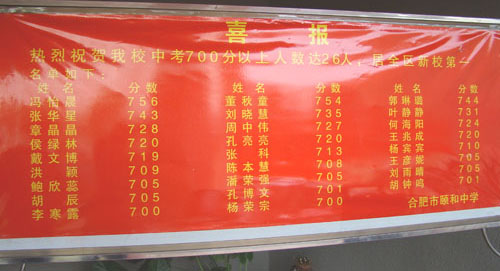 喜 报
热烈祝贺我校中考700分以上人数达26人，居全区新校第一
名单如下：
姓 名 分 数 姓 名 分 数 姓 名 分 数
冯怡晨 756 董秋童 754 郭琳璐 744
张华星 743 刘晓慧 735 叶静静 731
章晶晶 728 周中伟 727 何海阳 724
侯绿林 720 孔亮 720 王兆成 720
戴文博 719 张科 713 杨宾宾 710
洪颖 709 陈本慧 708 王彦妮 705
鲍欣蕊 705 潘荣强 705 刘雨晴 705
胡辰 705 孔博荣 701 胡钟鸣 701
李寒露 700 杨文宗 700
合肥市颐和中学